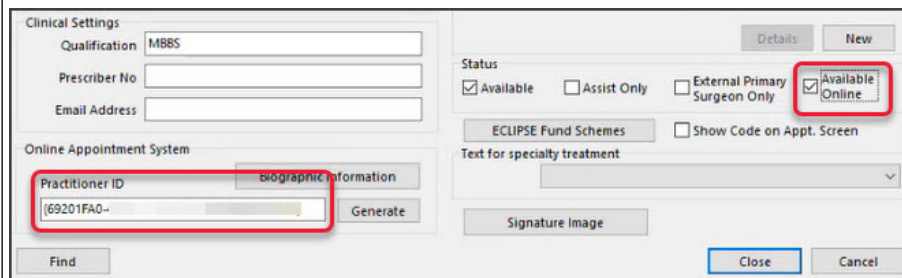 Clinical Settings
Qualification MBBS
Prescriber No
Email Address
Online Appointment System
Biographic Information
Practitioner ID
{69201FA0-
Generate
Find
Details New
Status
Available Assist Only External Primary Surgeon Only Available Online
ECLIPSE Fund Schemes Show Code on Appt. Screen
Text for specialty treatment
Signature Image
Close Cancel